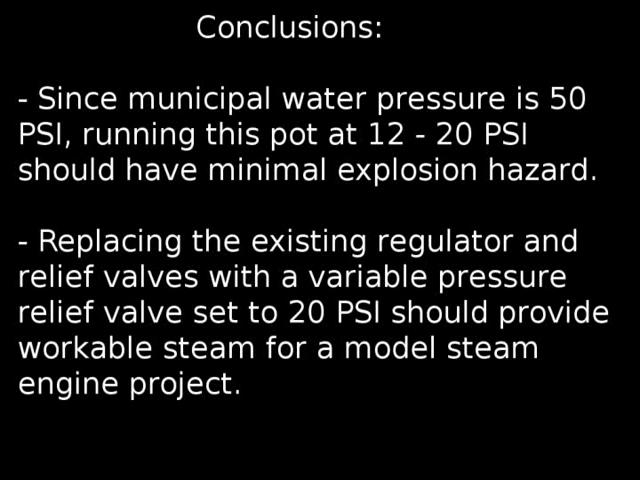 Conclusions:
- Since municipal water pressure is 50
PSI, running this pot at 12 - 20 PSI
should have minimal explosion hazard.
- Replacing the existing regulator and
relief valves with a variable pressure
relief valve set to 20 PSI should provide
workable steam for a model steam
engine project.